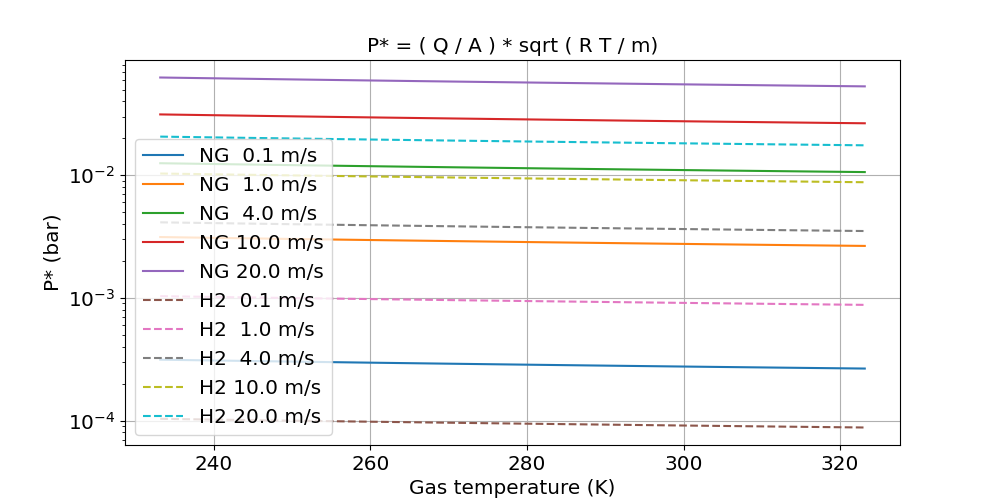 P* = ( Q / A ) * sqrt ( R T / m)
P* (bar)
10⁻²
10⁻³
10⁻⁴
NG  0.1 m/s
NG  1.0 m/s
NG  4.0 m/s
NG 10.0 m/s
NG 20.0 m/s
H2  0.1 m/s
H2  1.0 m/s
H2  4.0 m/s
H2 10.0 m/s
H2 20.0 m/s
240 260 280 300 320
Gas temperature (K)